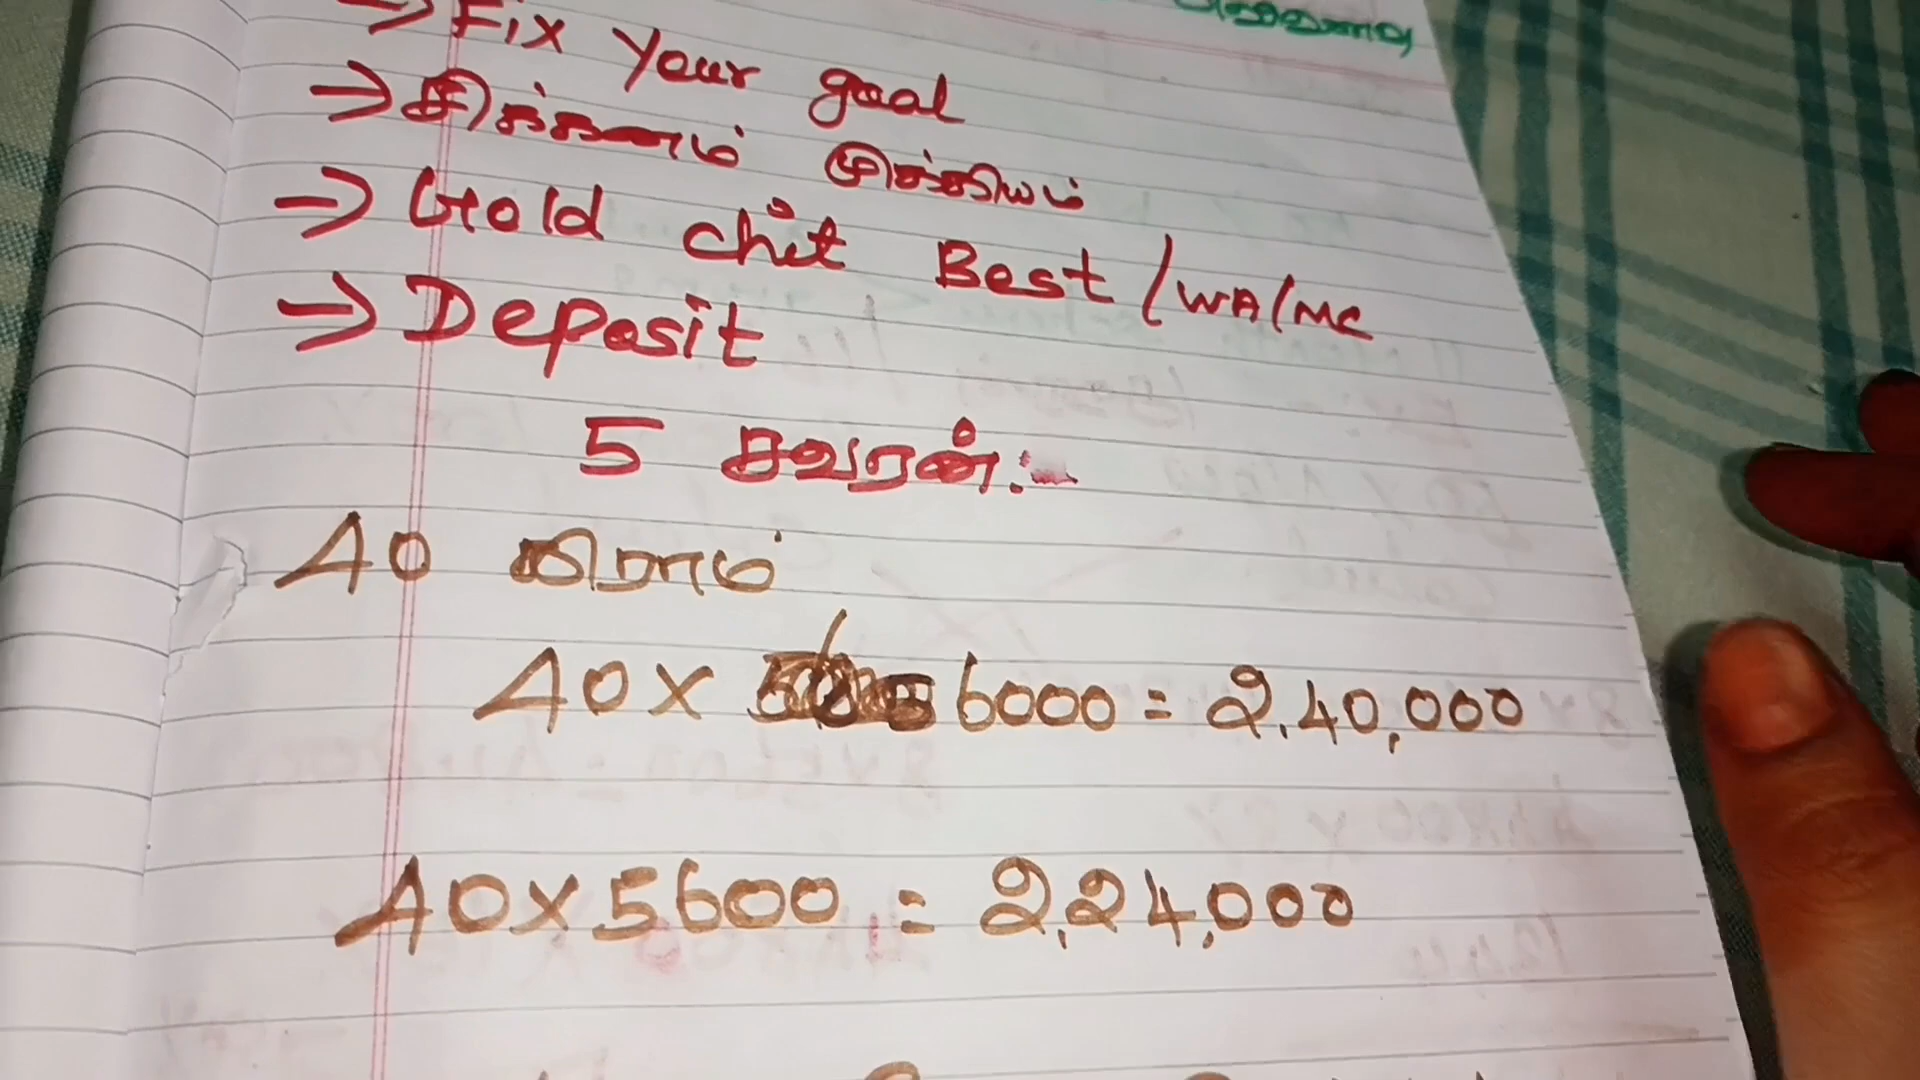 → Fix Your goal
→ சிக்கனம் முக்கியம்
→ Gold chit Best /WA/MC
→ Deposit
5 சவரன்:-
40 கிராம்
40 X 6000 = 2,40,000
40 X 5600 = 2,24,000